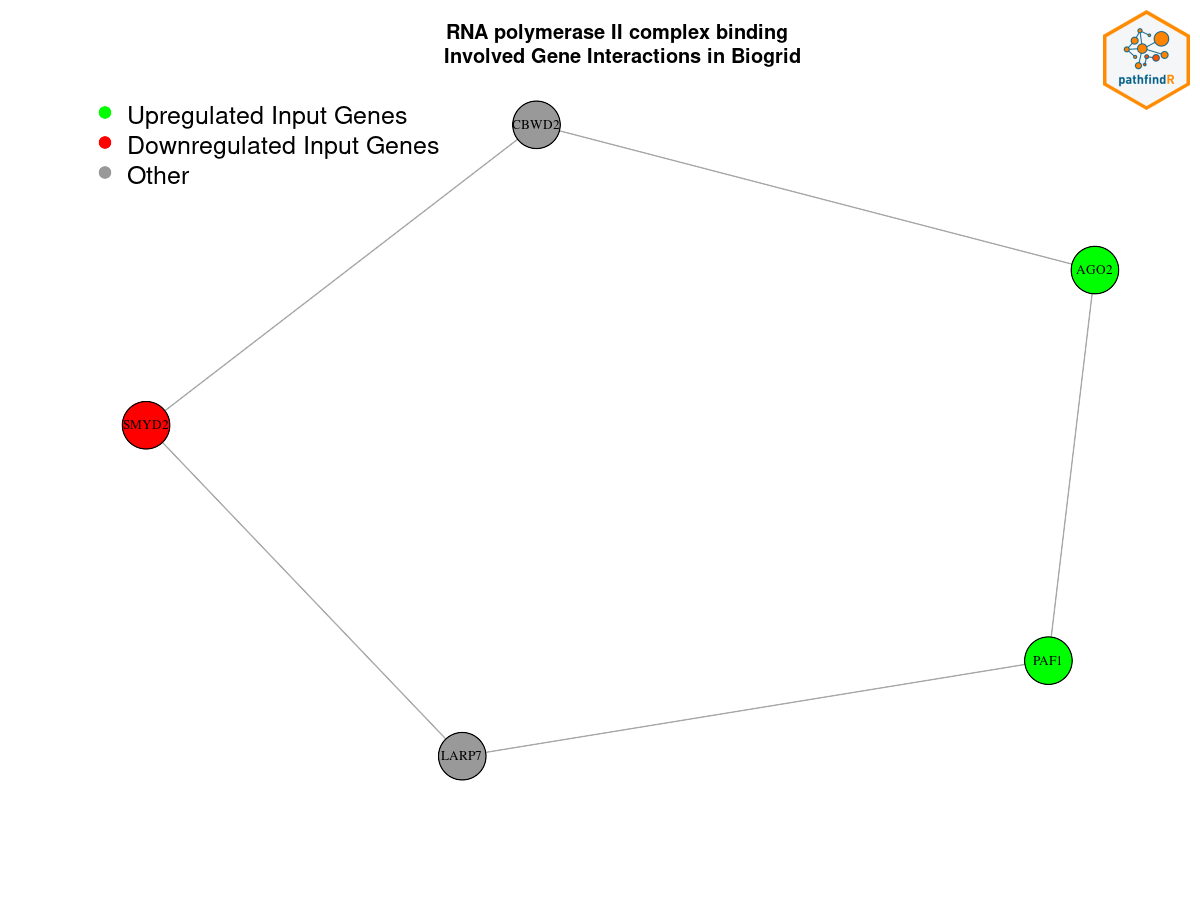 RNA polymerase II complex binding
Involved Gene Interactions in Biogrid
pathfindR
Upregulated Input Genes
Downregulated Input Genes
Other
CBWD2
AGO2
SMYD2
PAF1
LARP7